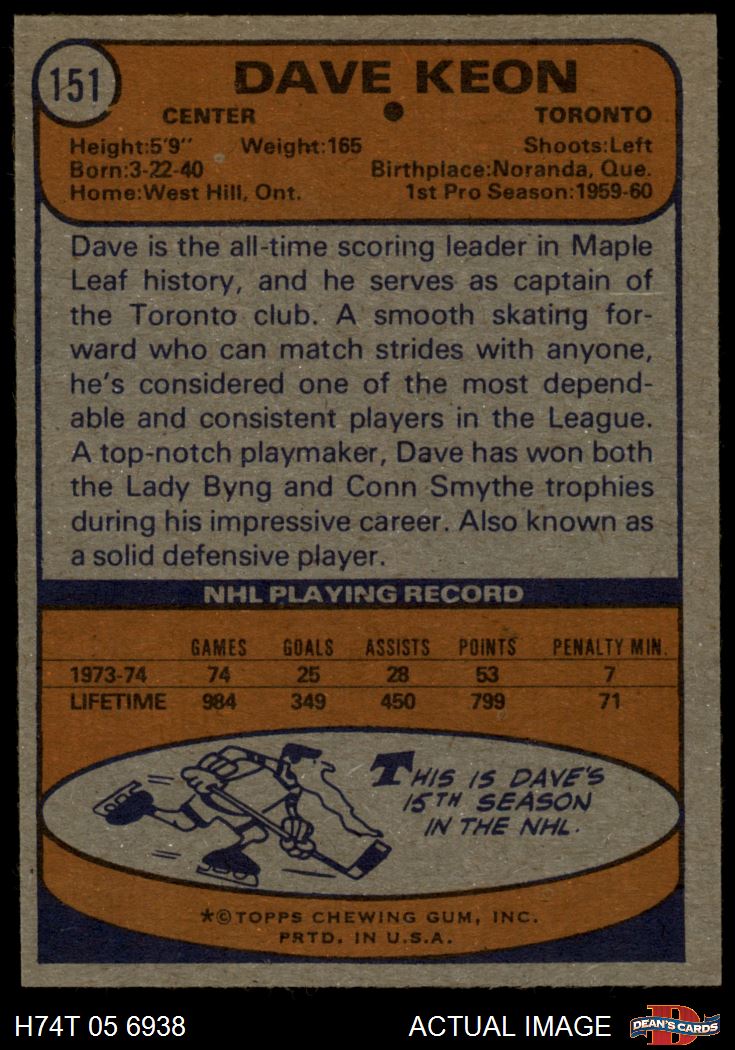 151
DAVE KEON
CENTER TORONTO
Height:5'9" Weight:165 Shoots:Left
Born:3-22-40 Birthplace:Noranda, Que.
Home:West Hill, Ont. 1st Pro Season:1959-60
Dave is the all-time scoring leader in Maple
Leaf history, and he serves as captain of
the Toronto club. A smooth skating for-
ward who can match strides with anyone,
he's considered one of the most depend-
able and consistent players in the League.
A top-notch playmaker, Dave has won both
the Lady Byng and Conn Smythe trophies
during his impressive career. Also known as
a solid defensive player.
NHL PLAYING RECORD
GAMES GOALS ASSISTS POINTS PENALTY MIN.
1973-74 74 25 28 53 7
LIFETIME 984 349 450 799 71
THIS IS DAVE'S
15TH SEASON
IN THE NHL.
*©TOPPS CHEWING GUM, INC.
PRTD. IN U.S.A.
H74T 05 6938 ACTUAL IMAGE D DEAN'S CARDS